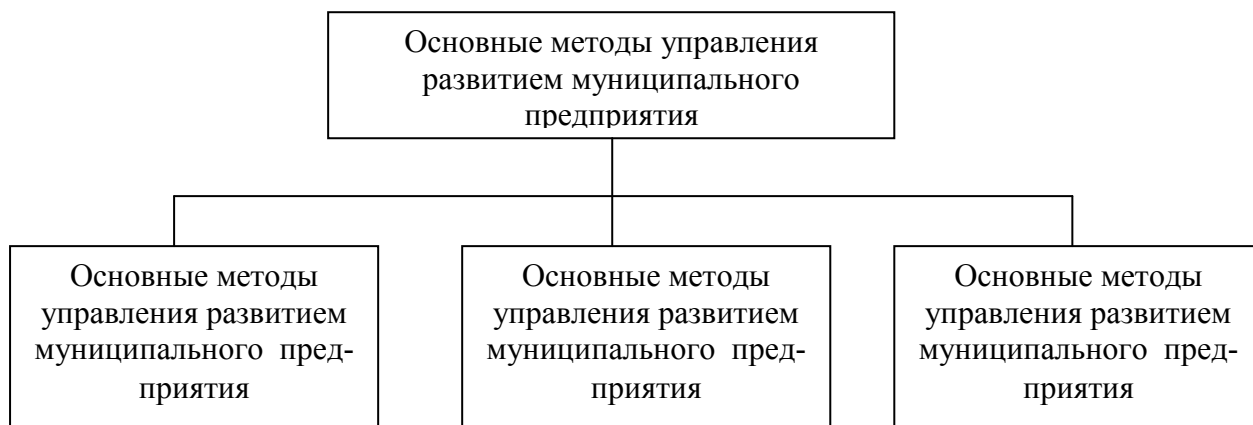 Основные методы управления
развитием муниципального
предприятия
Основные методы
управления развитием
муниципального пред-
приятия
Основные методы
управления развитием
муниципального пред-
приятия
Основные методы
управления развитием
муниципального пред-
приятия